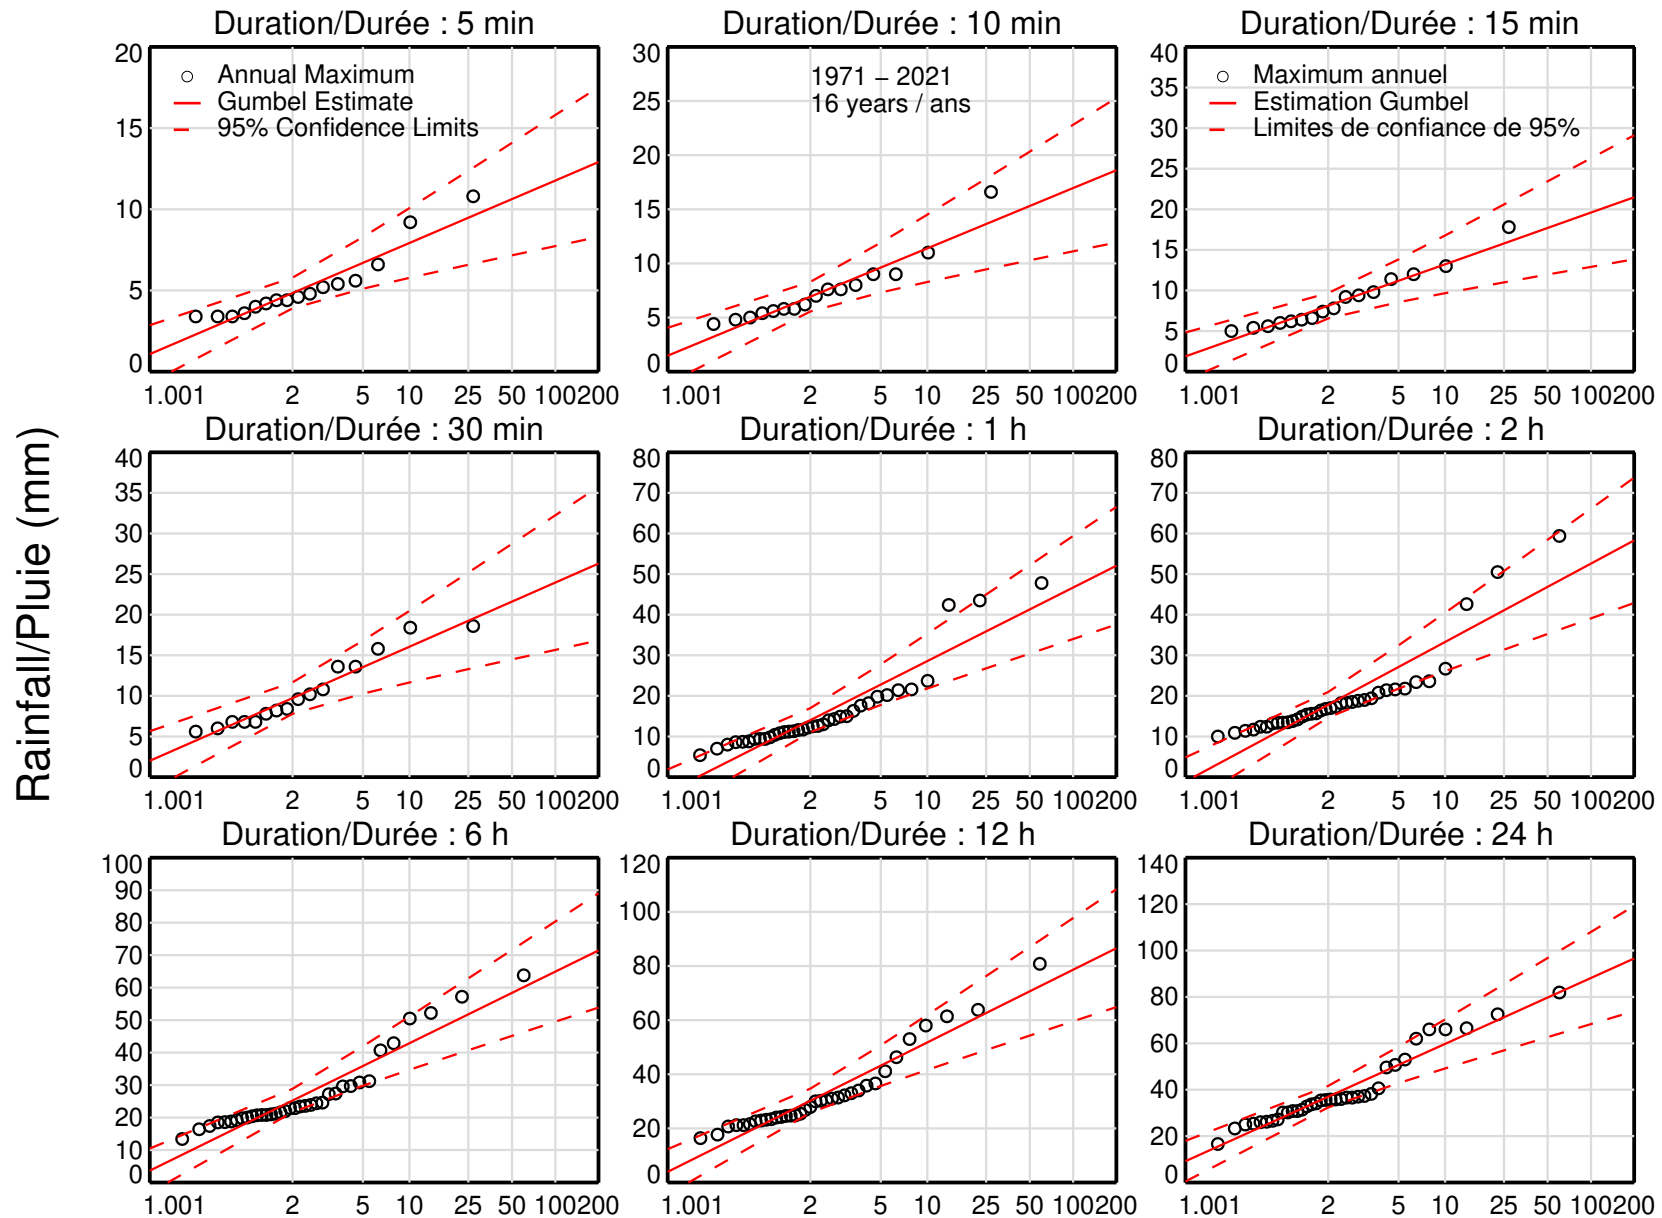 Duration/Durée : 5 min
Duration/Durée : 10 min
Duration/Durée : 15 min
20
15
10
5
0
Annual Maximum
Gumbel Estimate
95% Confidence Limits
1.001 2 5 10 25 50 100200
30
25
20
15
10
5
0
1971 – 2021
16 years / ans
1.001 2 5 10 25 50 100200
40
35
30
25
20
15
10
5
0
Maximum annuel
Estimation Gumbel
Limites de confiance de 95%
1.001 2 5 10 25 50 100200
Rainfall/Pluie (mm)
Duration/Durée : 30 min
Duration/Durée : 1 h
Duration/Durée : 2 h
40
35
30
25
20
15
10
5
0
1.001 2 5 10 25 50 100200
80
70
60
50
40
30
20
10
0
1.001 2 5 10 25 50 100200
80
70
60
50
40
30
20
10
0
1.001 2 5 10 25 50 100200
Duration/Durée : 6 h
Duration/Durée : 12 h
Duration/Durée : 24 h
100
90
80
70
60
50
40
30
20
10
0
1.001 2 5 10 25 50 100200
120
100
80
60
40
20
0
1.001 2 5 10 25 50 100200
140
120
100
80
60
40
20
0
1.001 2 5 10 25 50 100200